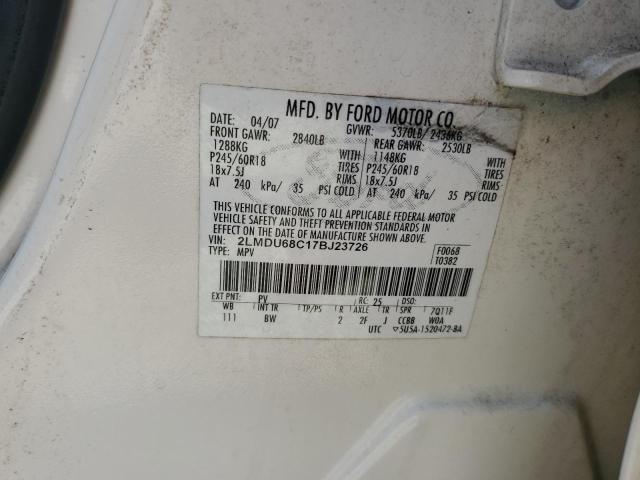 MFD. BY FORD MOTOR CO.
DATE: 04/07 GVWR: 5370LB/ 2436KG
FRONT GAWR: 2840LB REAR GAWR: 2530LB
1288KG WITH 1148KG WITH
P245/60R18 TIRES P245/60R18 TIRES
18x7.5J RIMS 18x7.5J RIMS
AT 240 kPa/ 35 PSI COLD AT 240 kPa/ 35 PSI COLD
THIS VEHICLE CONFORMS TO ALL APPLICABLE FEDERAL MOTOR
VEHICLE SAFETY AND THEFT PREVENTION STANDARDS IN
EFFECT ON THE DATE OF MANUFACTURE SHOWN ABOVE.
VIN: 2LMDU68C17BJ23726 F0068
TYPE: MPV T0382
EXT PNT: PV RC: 25 DSO:
WB INT TR TP/PS R AXLE TR SPR 7Q11F
111 BW 2 2F J CCBB W0A
UTC ▽5U5A-1520472-BA